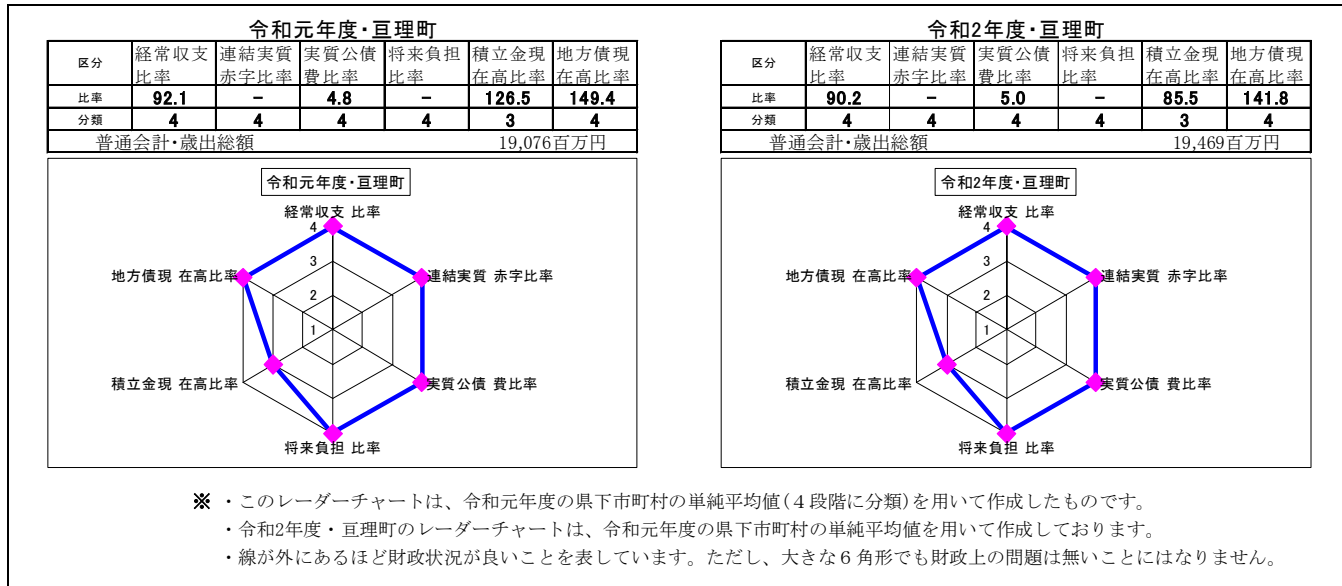 令和元年度・亘理町
区分 経常収支比率 連結実質赤字比率 実質公債費比率 将来負担比率 積立金現在高比率 地方債現在高比率
比率 92.1 － 4.8 － 126.5 149.4
分類 4 4 4 4 3 4
普通会計・歳出総額 19,076百万円
令和元年度・亘理町
経常収支 比率
4
地方債現 在高比率
連結実質 赤字比率
3
2
1
積立金現 在高比率
実質公債 費比率
将来負担 比率
令和2年度・亘理町
区分 経常収支比率 連結実質赤字比率 実質公債費比率 将来負担比率 積立金現在高比率 地方債現在高比率
比率 90.2 － 5.0 － 85.5 141.8
分類 4 4 4 4 3 4
普通会計・歳出総額 19,469百万円
令和2年度・亘理町
経常収支 比率
4
地方債現 在高比率
連結実質 赤字比率
3
2
1
積立金現 在高比率
実質公債 費比率
将来負担 比率
※ ・このレーダーチャートは、令和元年度の県下市町村の単純平均値(４段階に分類)を用いて作成したものです。
・令和2年度・亘理町のレーダーチャートは、令和元年度の県下市町村の単純平均値を用いて作成しております。
・線が外にあるほど財政状況が良いことを表しています。ただし、大きな６角形でも財政上の問題は無いことにはなりません。